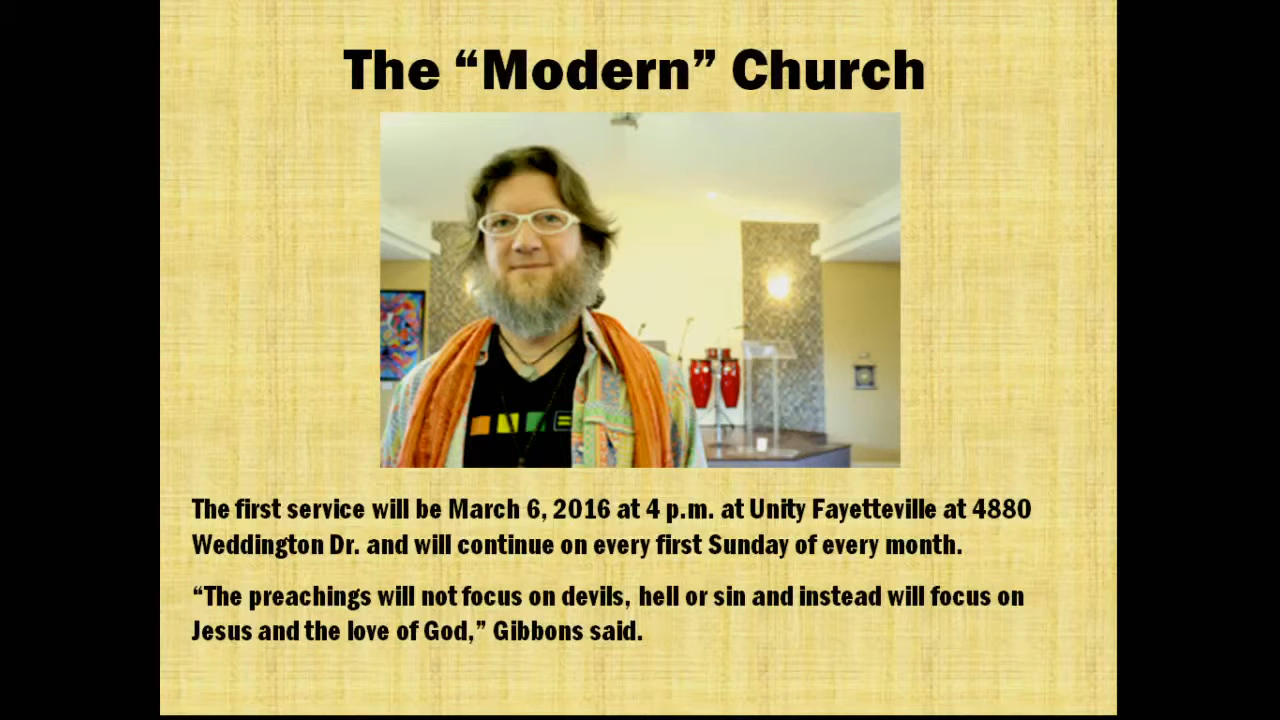 The “Modern” Church
The first service will be March 6, 2016 at 4 p.m. at Unity Fayetteville at 4880
Weddington Dr. and will continue on every first Sunday of every month.
“The preachings will not focus on devils, hell or sin and instead will focus on
Jesus and the love of God,” Gibbons said.